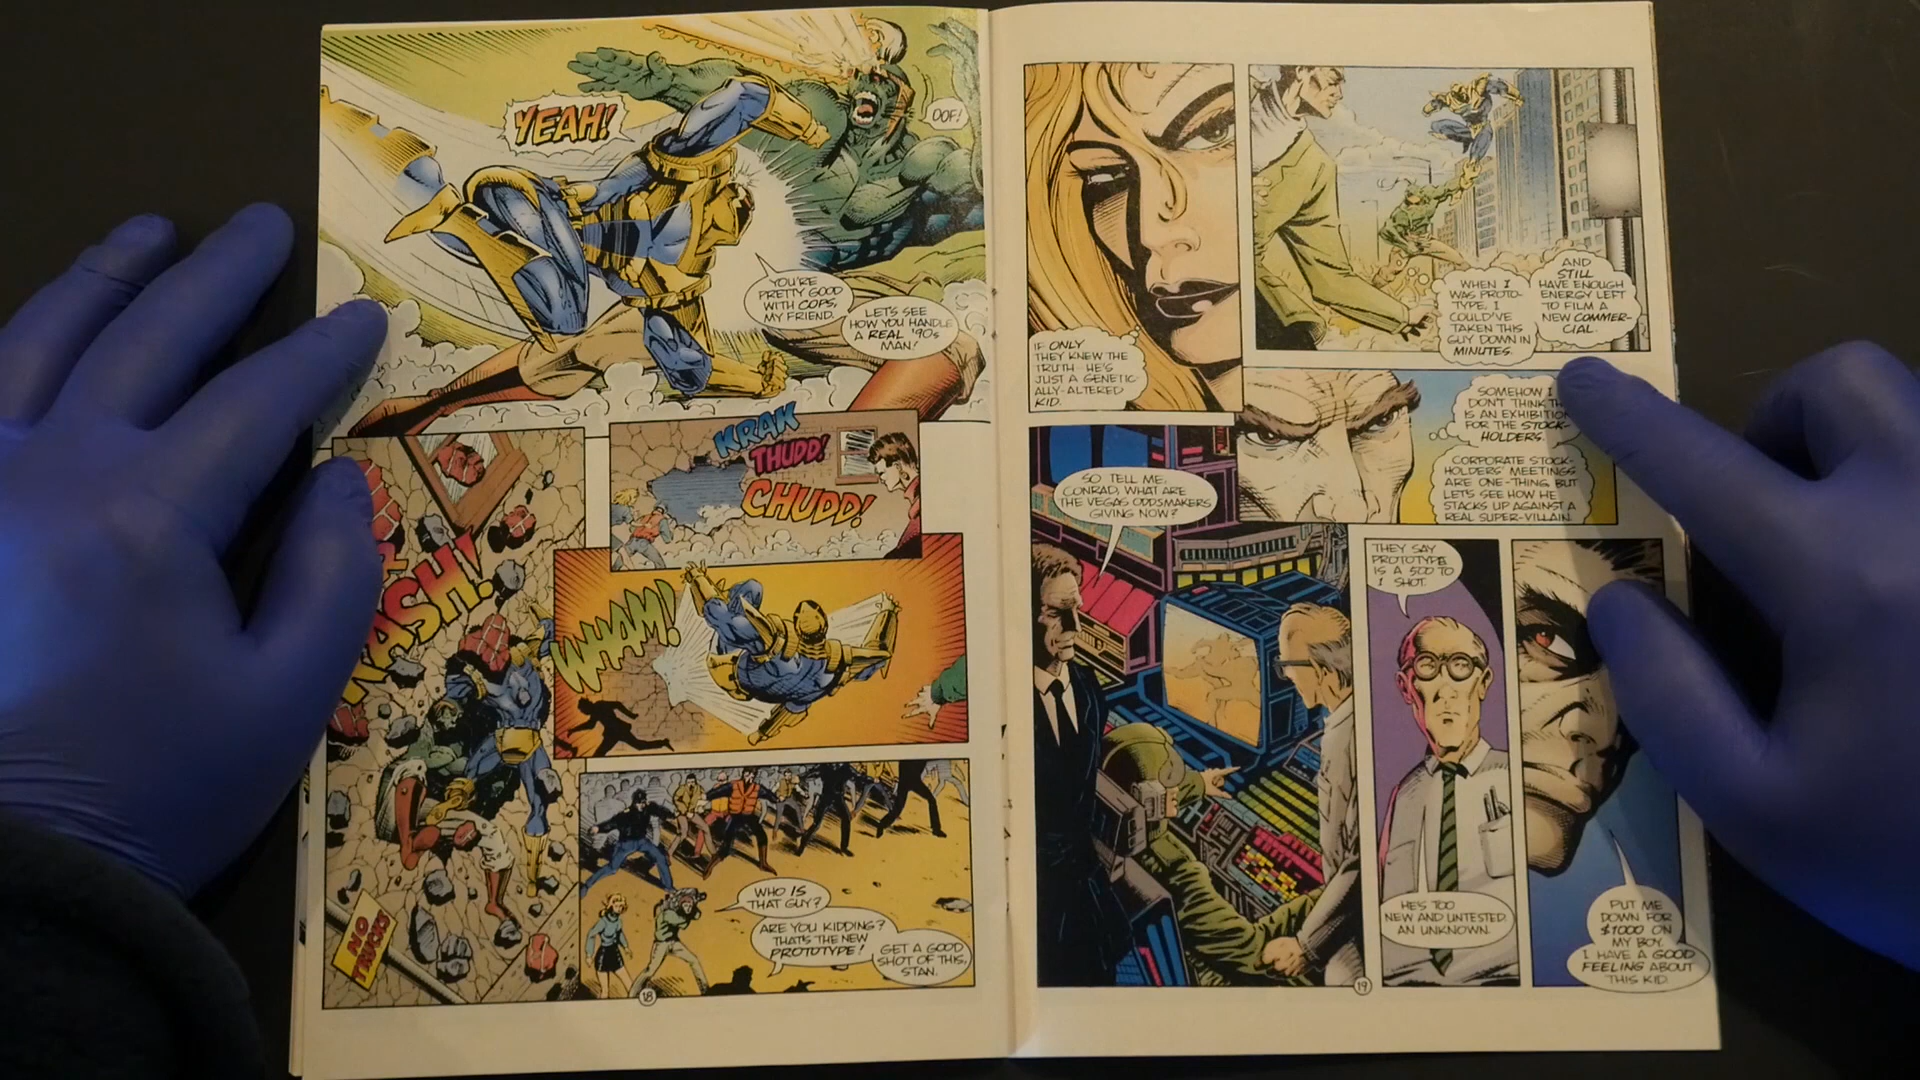 YEAH!
OOF!
YOU'RE
PRETTY GOOD
WITH COPS,
MY FRIEND.
LET'S SEE
HOW YOU HANDLE
A REAL '90s
MAN!
KRAK
THUDD!
CHUDD!
WHAM!
NO
TRICKS
WHO IS
THAT GUY?
ARE YOU KIDDING?
THAT'S THE NEW
PROTOTYPE!
GET A GOOD
SHOT OF THIS,
STAN.
18
IF ONLY
THEY KNEW THE
TRUTH - HE'S
JUST A GENETIC-
ALLY-ALTERED
KID.
WHEN I
WAS PROTO-
TYPE, I
COULD'VE
TAKEN THIS
GUY DOWN IN
MINUTES.
AND
STILL
HAVE ENOUGH
ENERGY LEFT
TO FILM A
NEW COMMER-
CIAL.
SOMEHOW I
DON'T THINK
IS AN EXHIBITION
FOR THE STOCK-
HOLDERS.
CORPORATE STOCK-
HOLDERS' MEETINGS
ARE ONE-THING, BUT
LET'S SEE HOW HE
STACKS UP AGAINST A
REAL SUPER-VILLAIN.
SO TELL ME,
CONRAD, WHAT ARE
THE VEGAS ODDSMAKERS
GIVING NOW?
THEY SAY
PROTOTYPE
IS A 500 TO
1 SHOT.
HE'S TOO
NEW AND UNTESTED.
AN UNKNOWN.
PUT ME
DOWN FOR
$1000 ON
MY BOY.
I HAVE A GOOD
FEELING ABOUT
THIS KID.
19